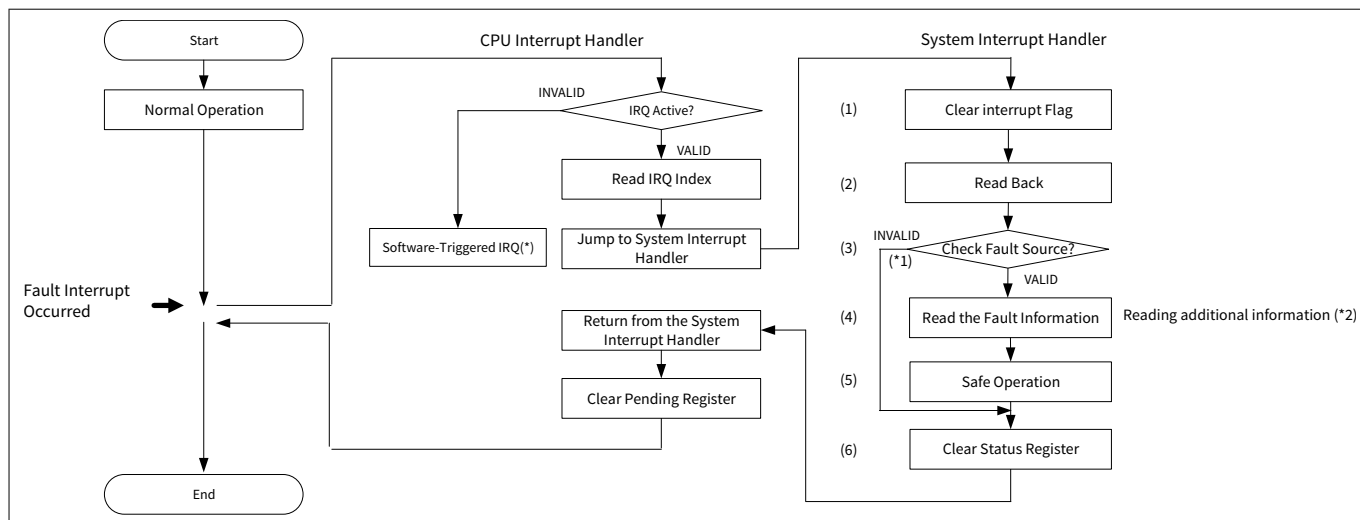 Start
Normal Operation
Fault Interrupt
Occurred
End
CPU Interrupt Handler
INVALID
IRQ Active?
VALID
Read IRQ Index
Software-Triggered IRQ(*)
Jump to System Interrupt
Handler
Return from the System
Interrupt Handler
Clear Pending Register
System Interrupt Handler
(1)
Clear interrupt Flag
(2)
Read Back
(3)
INVALID
(*1)
Check Fault Source?
VALID
(4)
Read the Fault Information
Reading additional information (*2)
(5)
Safe Operation
(6)
Clear Status Register